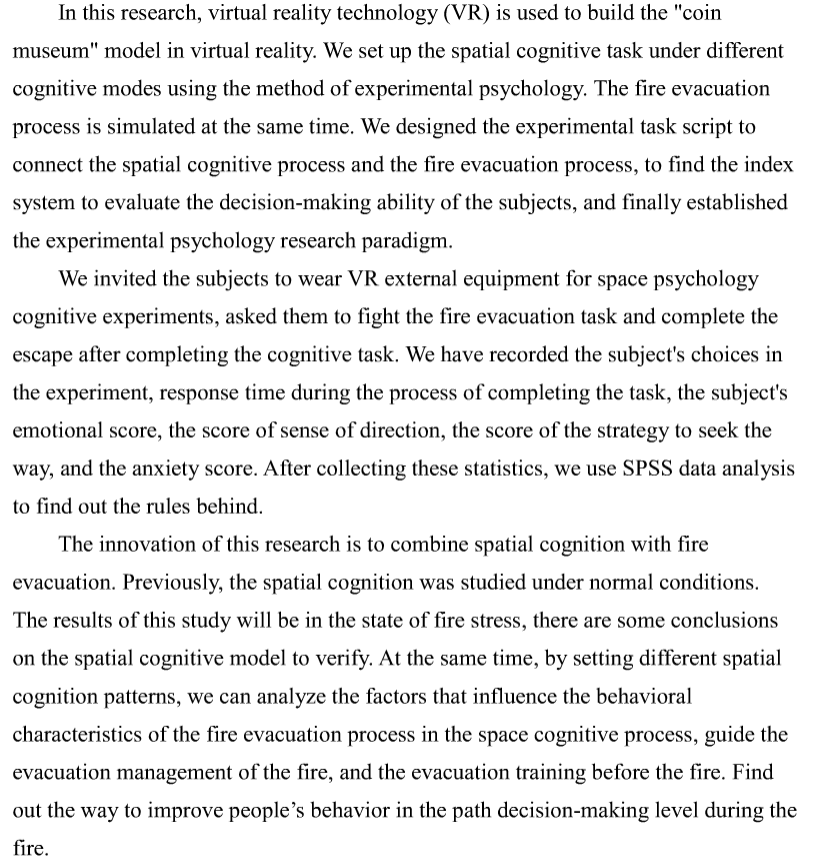 In this research, virtual reality technology (VR) is used to build the "coin
museum" model in virtual reality. We set up the spatial cognitive task under different
cognitive modes using the method of experimental psychology. The fire evacuation
process is simulated at the same time. We designed the experimental task script to
connect the spatial cognitive process and the fire evacuation process, to find the index
system to evaluate the decision-making ability of the subjects, and finally established
the experimental psychology research paradigm.
We invited the subjects to wear VR external equipment for space psychology
cognitive experiments, asked them to fight the fire evacuation task and complete the
escape after completing the cognitive task. We have recorded the subject's choices in
the experiment, response time during the process of completing the task, the subject's
emotional score, the score of sense of direction, the score of the strategy to seek the
way, and the anxiety score. After collecting these statistics, we use SPSS data analysis
to find out the rules behind.
The innovation of this research is to combine spatial cognition with fire
evacuation. Previously, the spatial cognition was studied under normal conditions.
The results of this study will be in the state of fire stress, there are some conclusions
on the spatial cognitive model to verify. At the same time, by setting different spatial
cognition patterns, we can analyze the factors that influence the behavioral
characteristics of the fire evacuation process in the space cognitive process, guide the
evacuation management of the fire, and the evacuation training before the fire. Find
out the way to improve people’s behavior in the path decision-making level during the
fire.